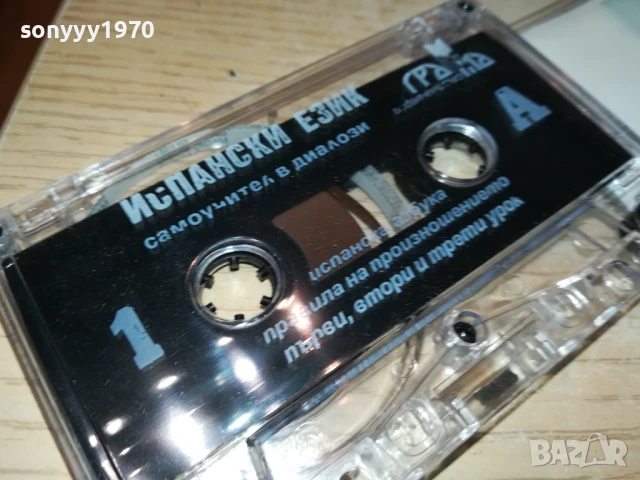 sonyyy1970
ИСПАНСКИ ЕЗИК
самоучител в диалози
1
A
испанска азбука
правила на произношението
първи, втори и трети урок
BAZAR